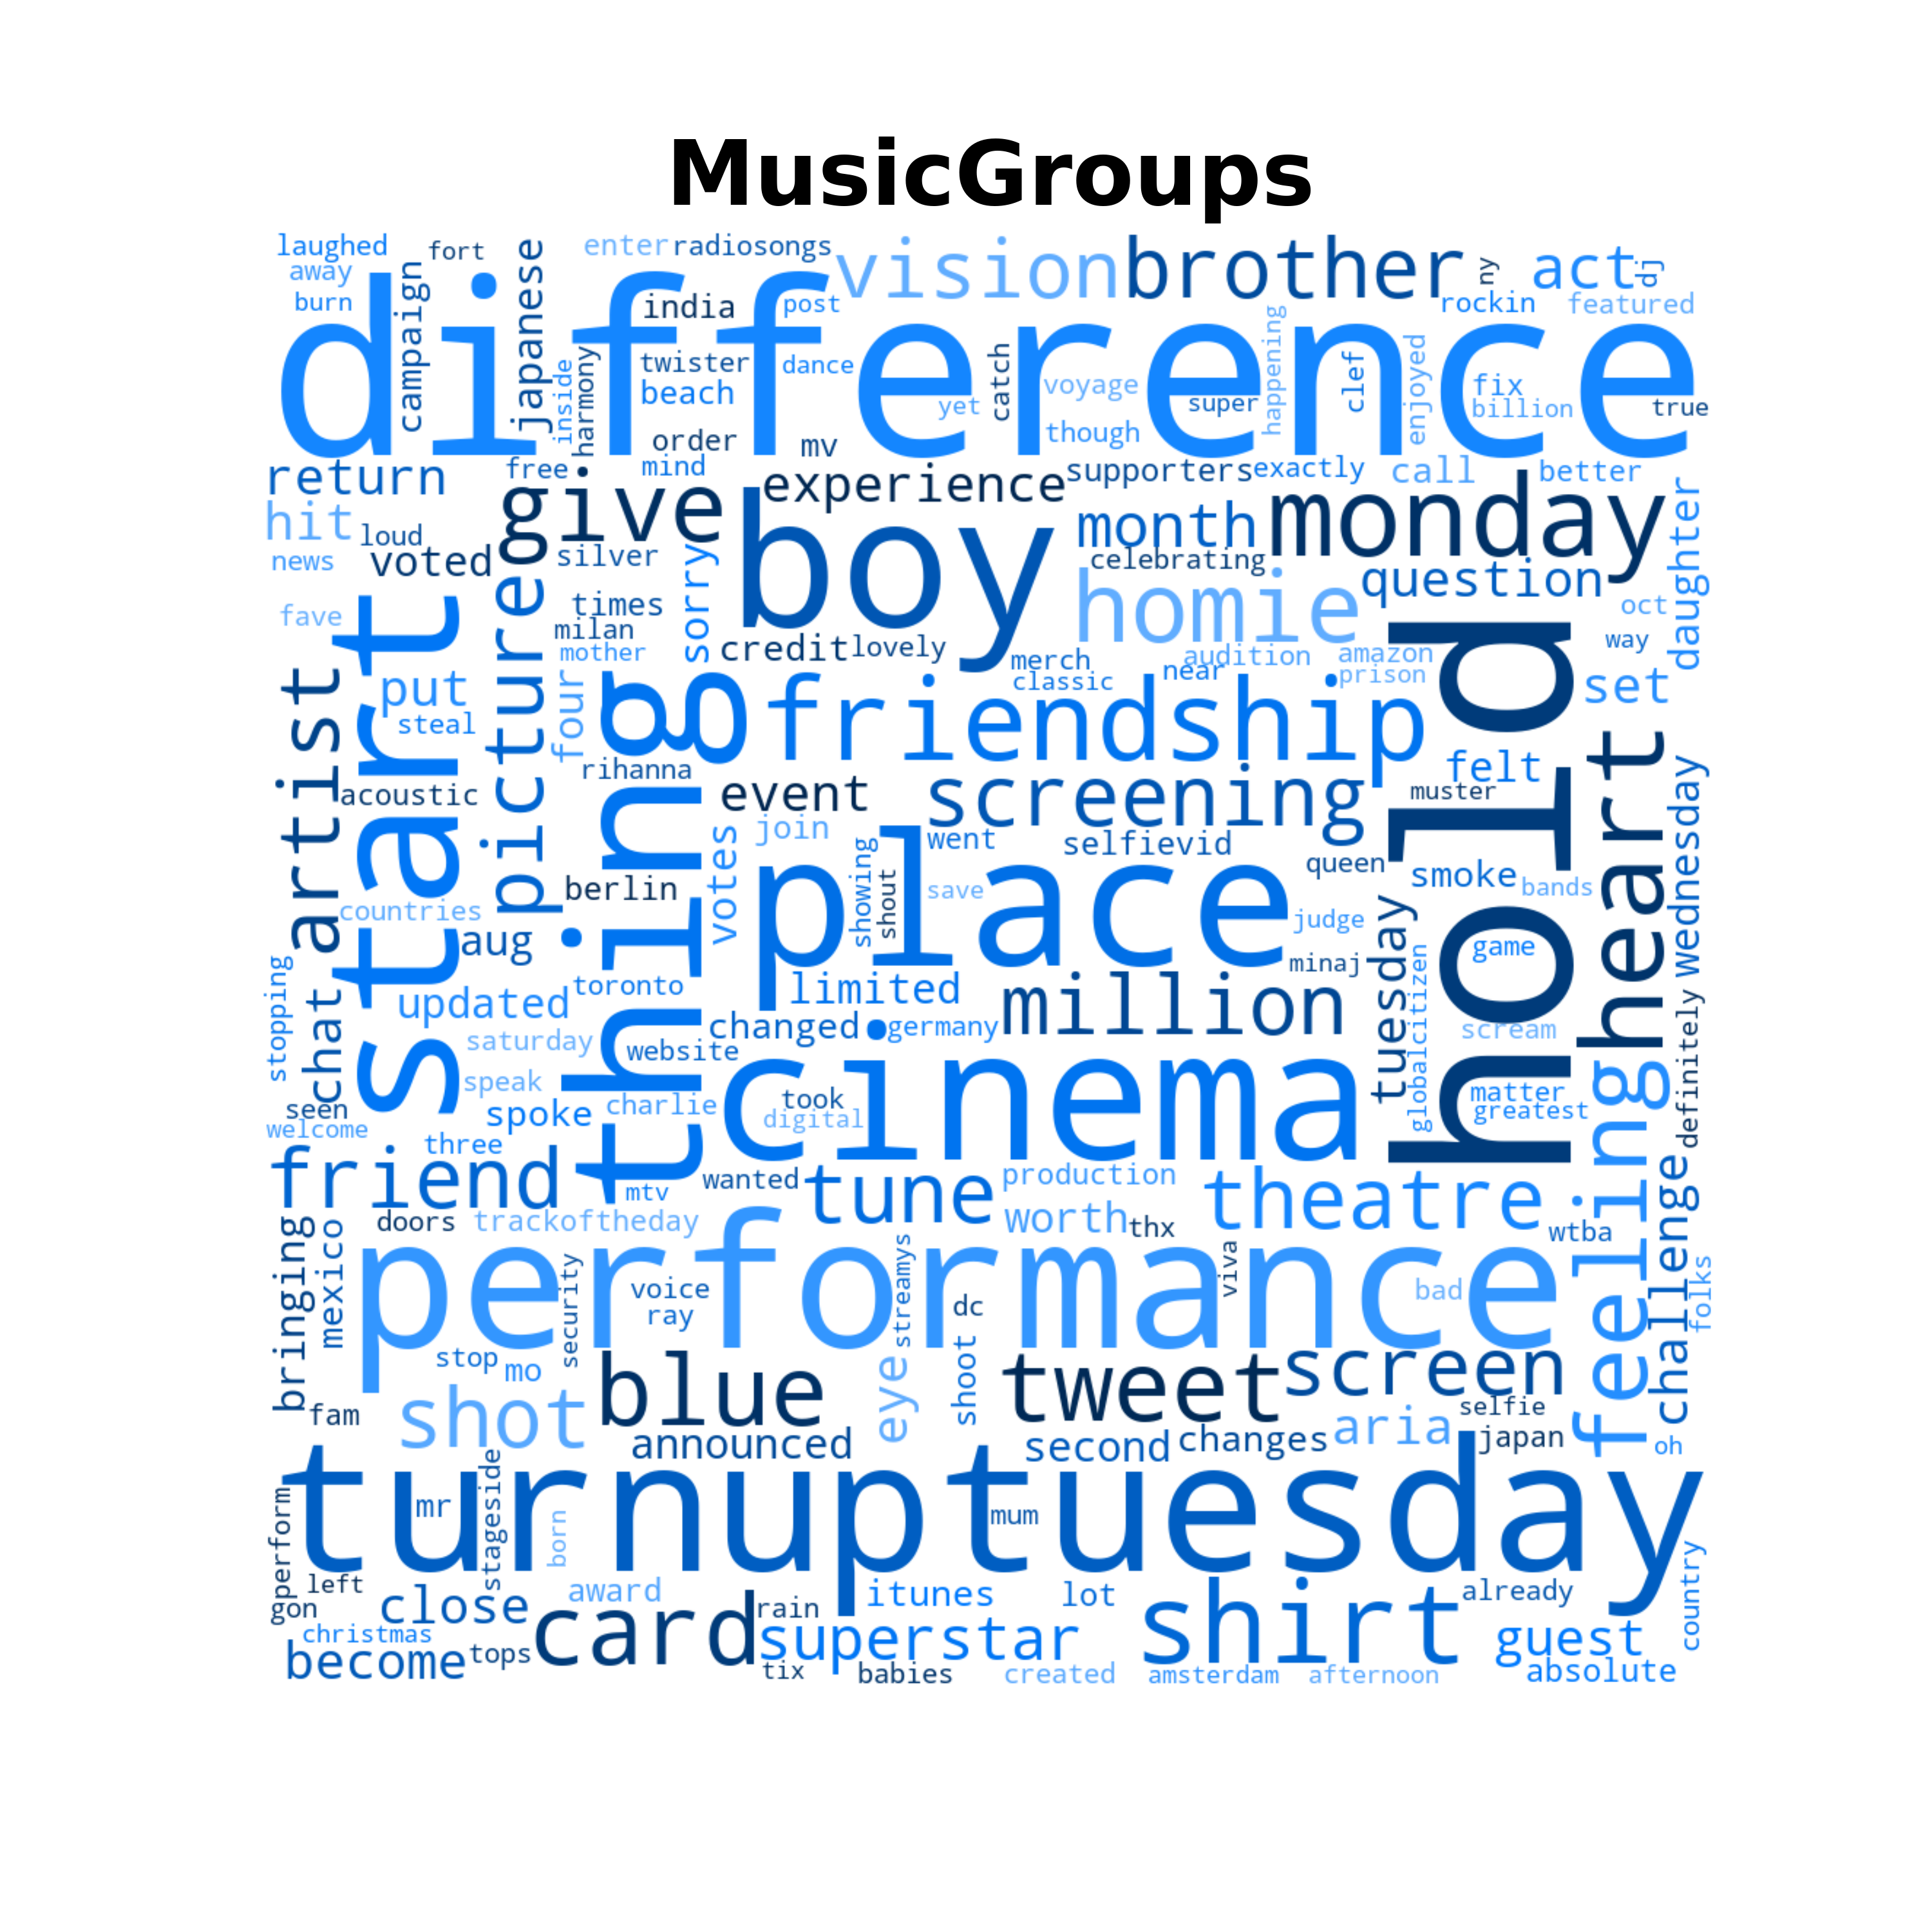 MusicGroups
laughed
fort
japanese
enter
radiosongs
vision
brother
ny
act
dj
away
burn
campaign
india
post
rockin
featured
difference
inside
harmony
twister
beach
dance
yet
catch
voyage
super
happening
clef
enjoyed
fix
billion
true
order
mv
though
return
free
mind
give
experience
supporters
exactly
call
better
hit
loud
boy
month
monday
daughter
news
voted
silver
sorry
celebrating
question
fave
times
homie
oct
milan
mother
credit
lovely
way
start
picture
merch
classic
near
audition
amazon
prison
hold
artist
put
steal
four
thing
friendship
set
rihanna
felt
acoustic
event
screening
muster
heart
wednesday
join
went
selfievid
votes
showing
shout
place
queen
smoke
bands
berlin
save
countries
judge
aug
tuesday
game
minaj
stopping
chat
updated
toronto
limited
million
globalcitizen
definitely
changed
germany
scream
saturday
website
speak
cinema
took
digital
matter
greatest
feeling
seen
welcome
spoke
charlie
three
friend
mtv
wanted
tune
production
theatre
challenge
bringing
mexico
doors
trackoftheday
worth
thx
wtba
performance
security
voice
ray
streamys
dc
viva
bad
folks
stop
mo
shoot
blue
eye
tweet
screen
shot
fam
selfie
announced
second
changes
aria
japan
oh
turnuptuesday
perform
mr
stageside
born
mum
left
gon
close
award
itunes
lot
already
country
christmas
card
rain
superstar
shirt
guest
become
tops
tix
babies
created
amsterdam
afternoon
absolute